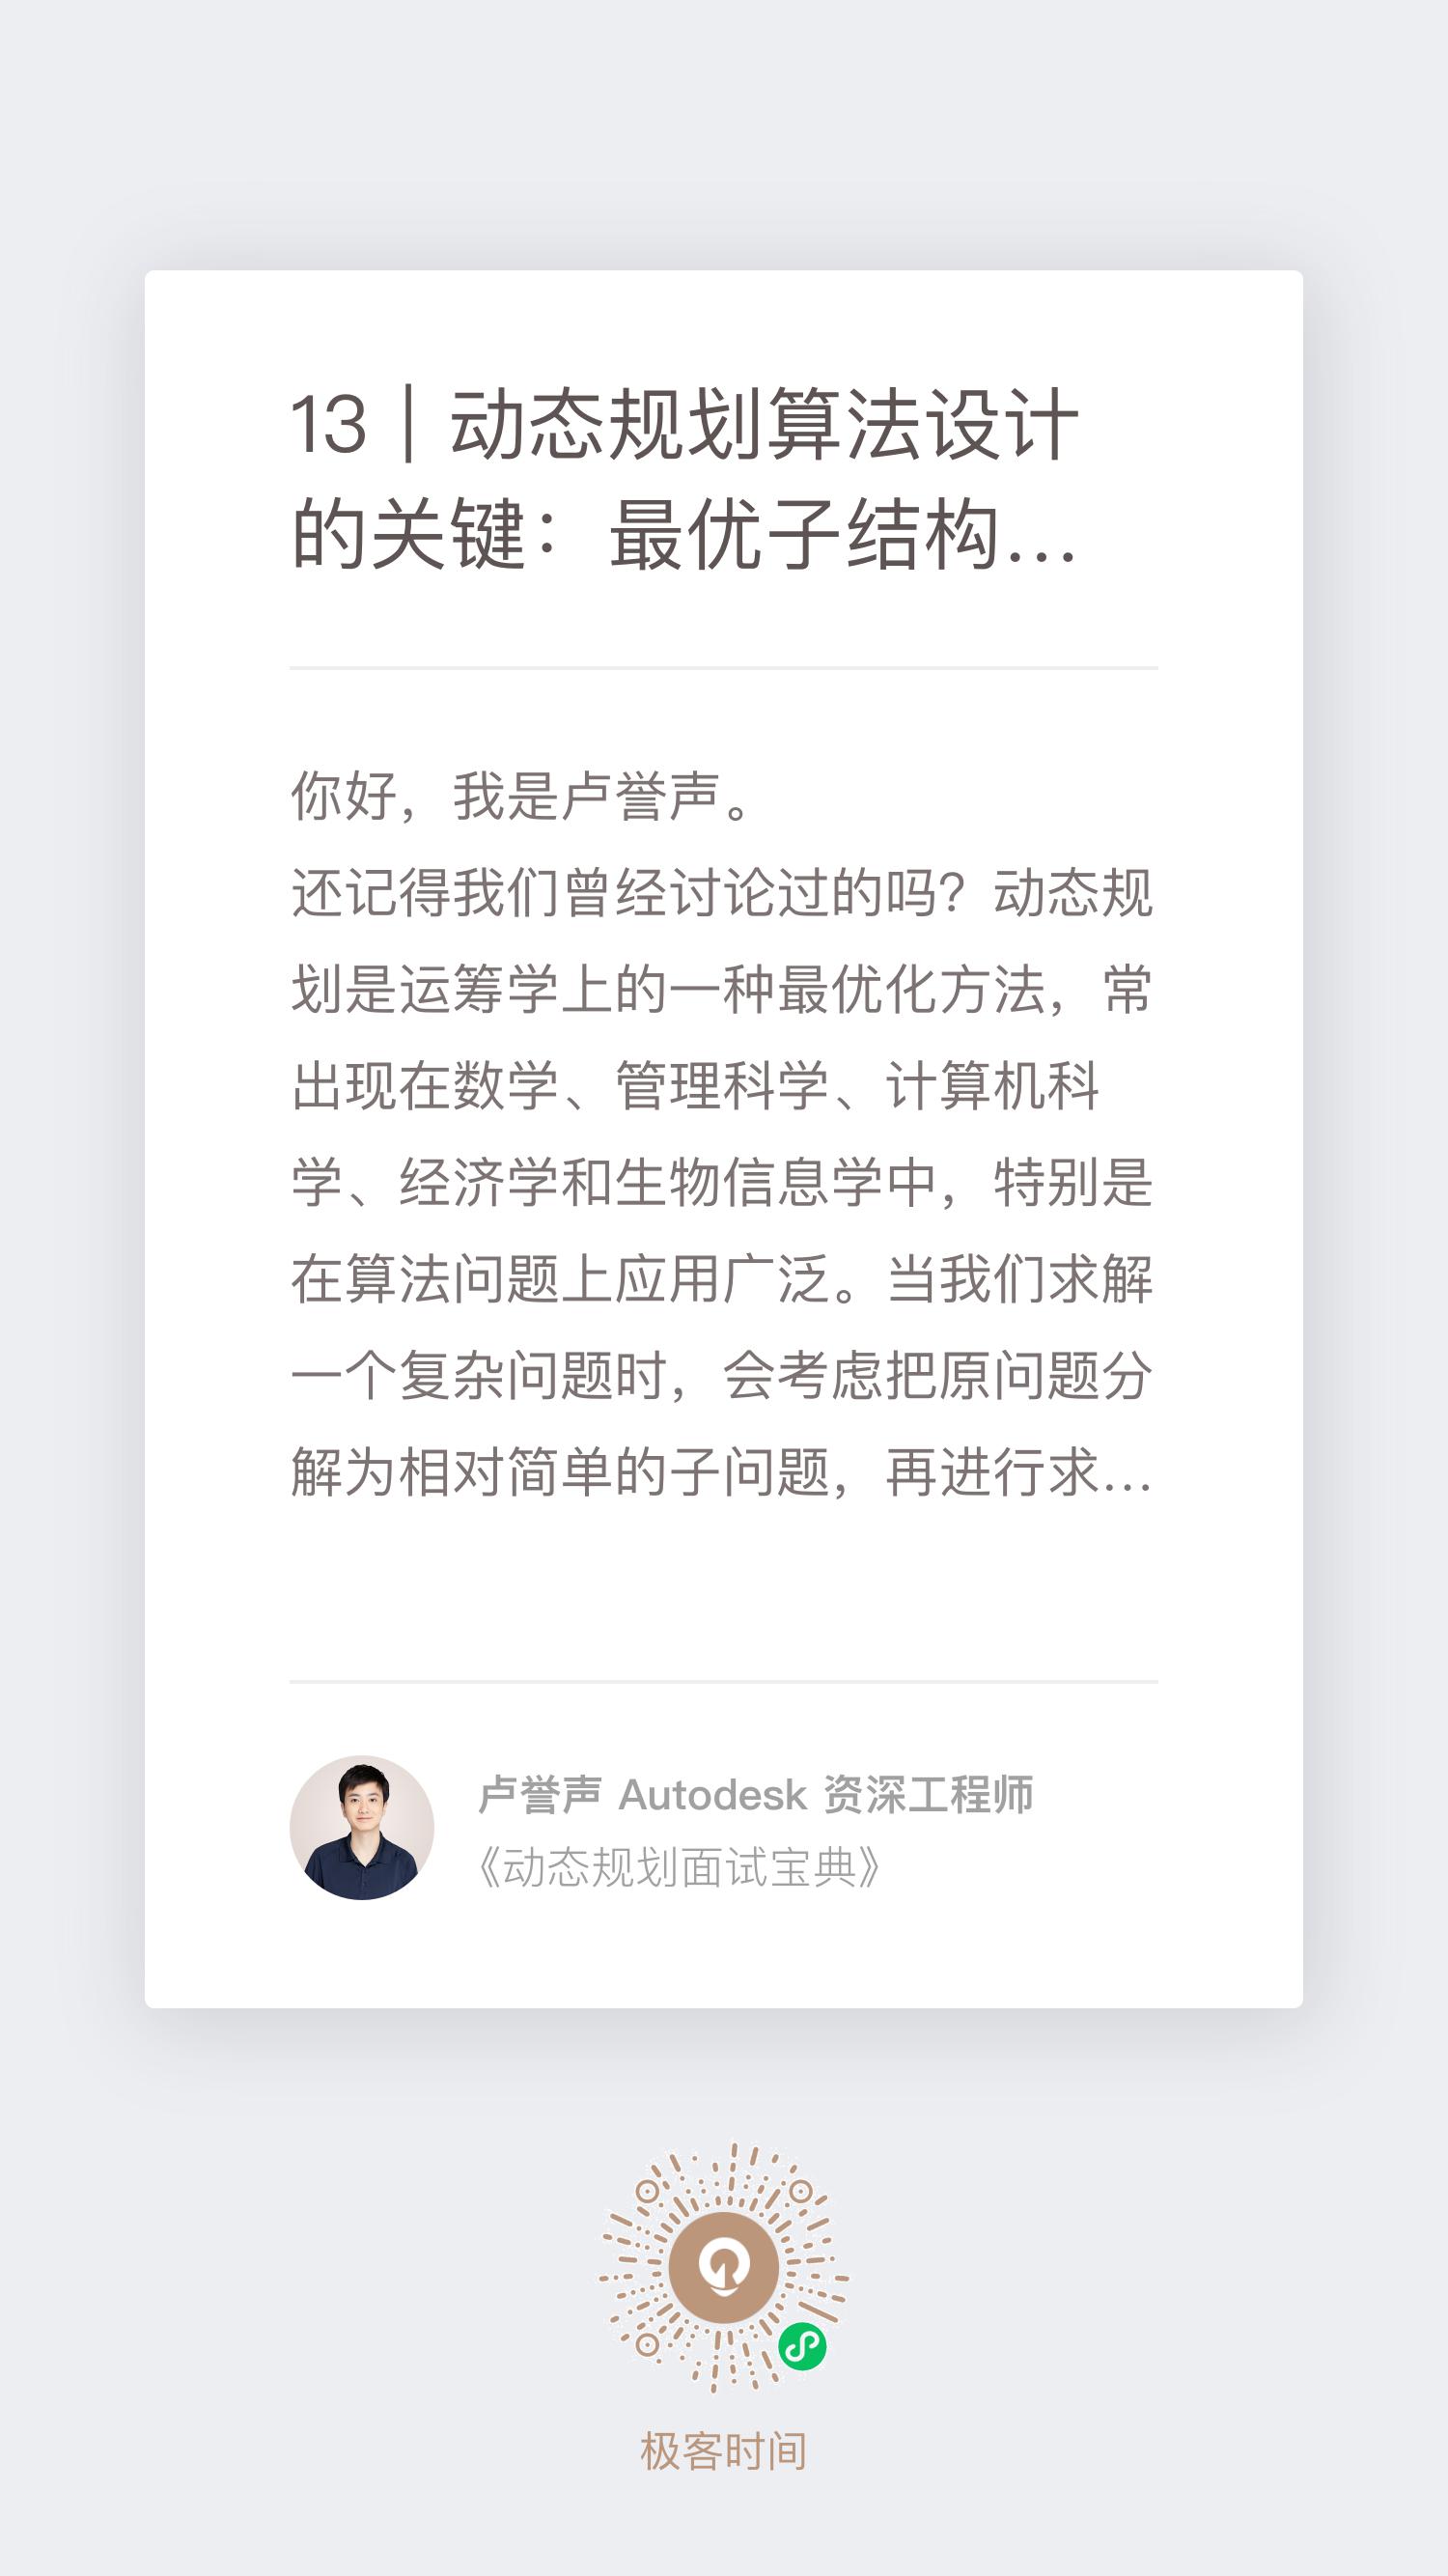 13｜动态规划算法设计
的关键：最优子结构...
你好，我是卢誉声。
还记得我们曾经讨论过的吗？动态规
划是运筹学上的一种最优化方法，常
出现在数学、管理科学、计算机科
学、经济学和生物信息学中，特别是
在算法问题上应用广泛。当我们求解
一个复杂问题时，会考虑把原问题分
解为相对简单的子问题，再进行求...
卢誉声 Autodesk 资深工程师
《动态规划面试宝典》
极客时间